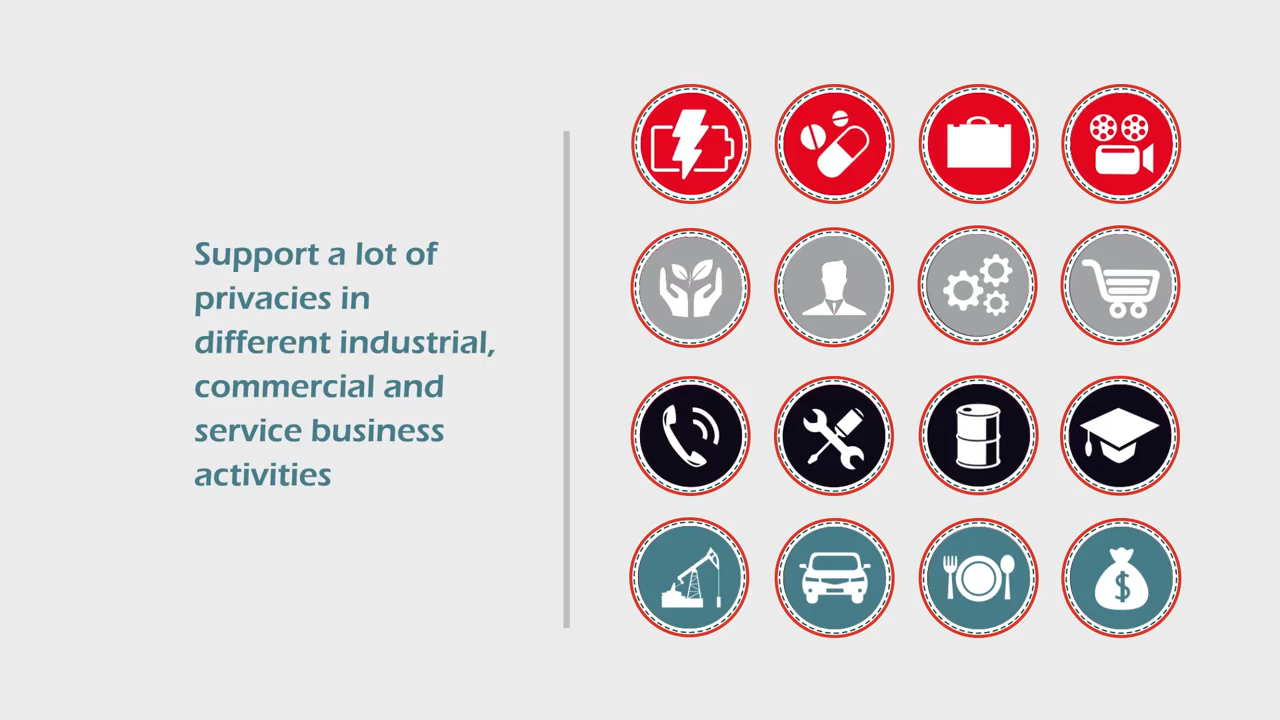 Support a lot of
privacies in
different industrial,
commercial and
service business
activities
$